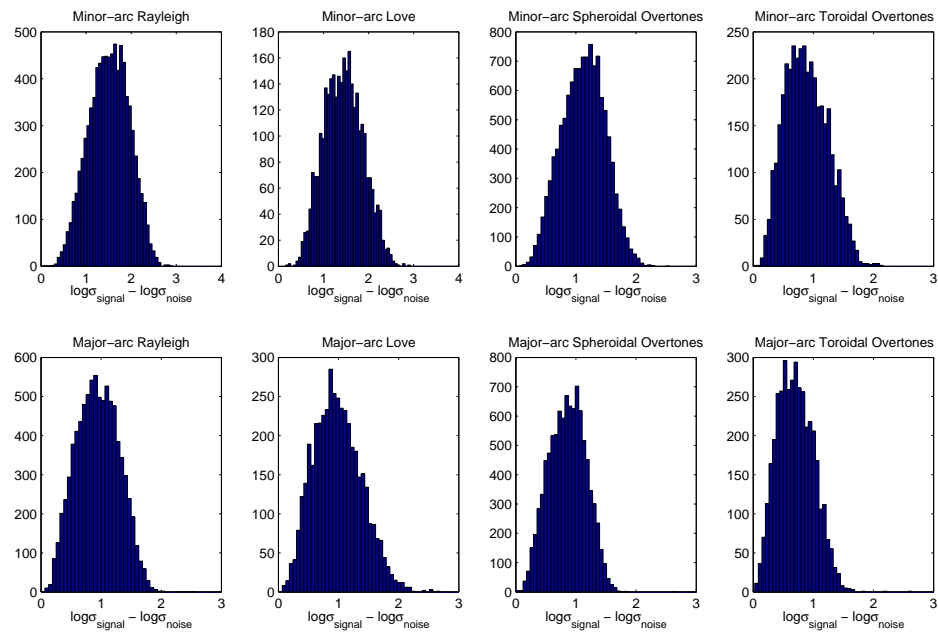 Minor−arc Rayleigh
500
400
300
200
100
0
0 1 2 3 4
logσsignal − logσnoise
Minor−arc Love
180
160
140
120
100
80
60
40
20
0
0 1 2 3 4
logσsignal − logσnoise
Minor−arc Spheroidal Overtones
800
700
600
500
400
300
200
100
0
0 1 2 3
logσsignal − logσnoise
Minor−arc Toroidal Overtones
250
200
150
100
50
0
0 1 2 3
logσsignal − logσnoise
Major−arc Rayleigh
600
500
400
300
200
100
0
0 1 2 3
logσsignal − logσnoise
Major−arc Love
300
250
200
150
100
50
0
0 1 2 3
logσsignal − logσnoise
Major−arc Spheroidal Overtones
800
700
600
500
400
300
200
100
0
0 1 2 3
logσsignal − logσnoise
Major−arc Toroidal Overtones
300
250
200
150
100
50
0
0 1 2 3
logσsignal − logσnoise